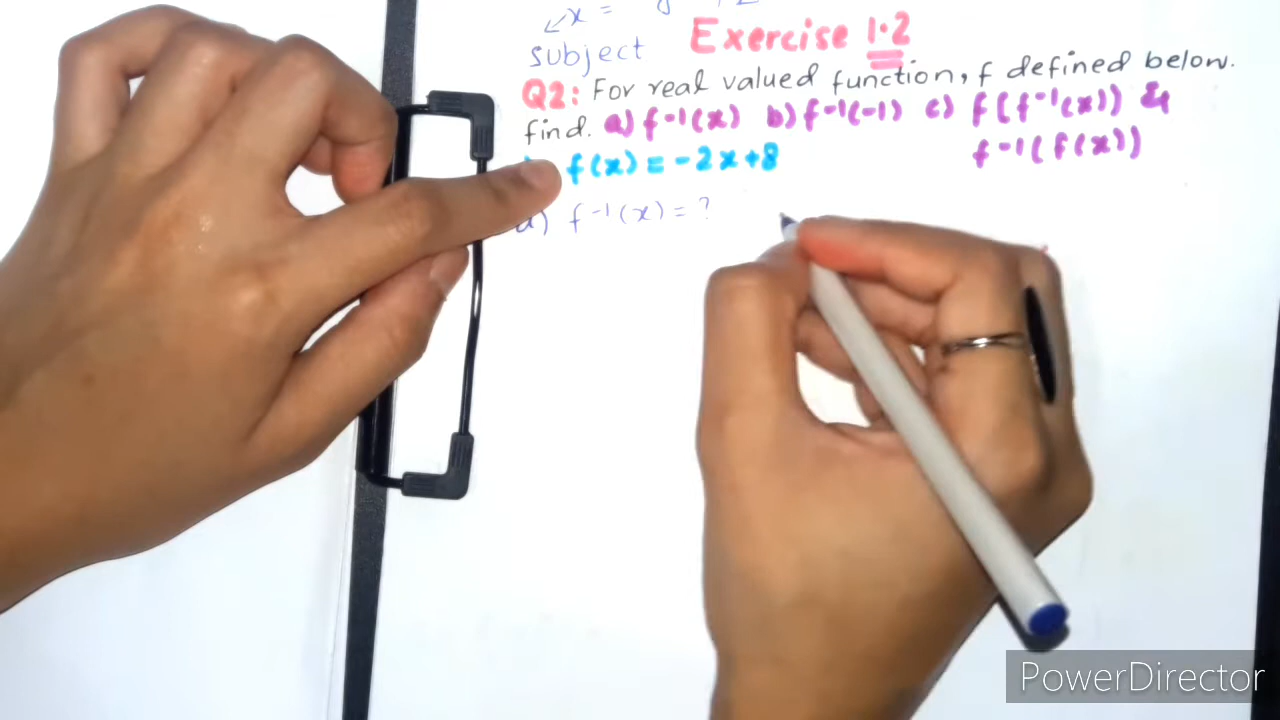 x =
subject
Exercise 1.2
Q2: For real valued function, f defined below.
find. a) f-1(x) b) f-1(-1) c) f(f-1(x)) &
f-1(f(x))
f(x) = -2x+8
a) f-1(x) = ?
PowerDirector